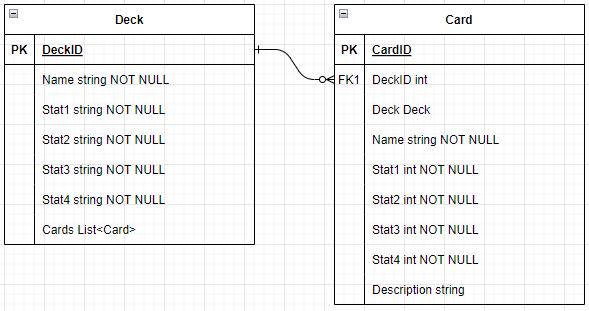 Deck
PK DeckID
Name string NOT NULL
Stat1 string NOT NULL
Stat2 string NOT NULL
Stat3 string NOT NULL
Stat4 string NOT NULL
Cards List<Card>
Card
PK CardID
FK1 DeckID int
Deck Deck
Name string NOT NULL
Stat1 int NOT NULL
Stat2 int NOT NULL
Stat3 int NOT NULL
Stat4 int NOT NULL
Description string